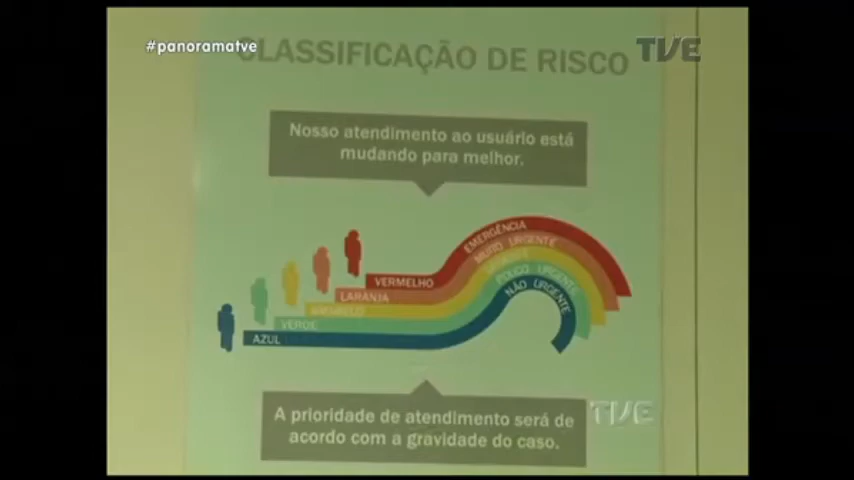 #panoramatve
TVE
CLASSIFICAÇÃO DE RISCO
Nosso atendimento ao usuário está
mudando para melhor.
EMERGÊNCIA
MUITO URGENTE
POUCO URGENTE
NÃO URGENTE
VERMELHO
LARANJA
AMARELO
VERDE
AZUL
TVE
A prioridade de atendimento será de
acordo com a gravidade do caso.